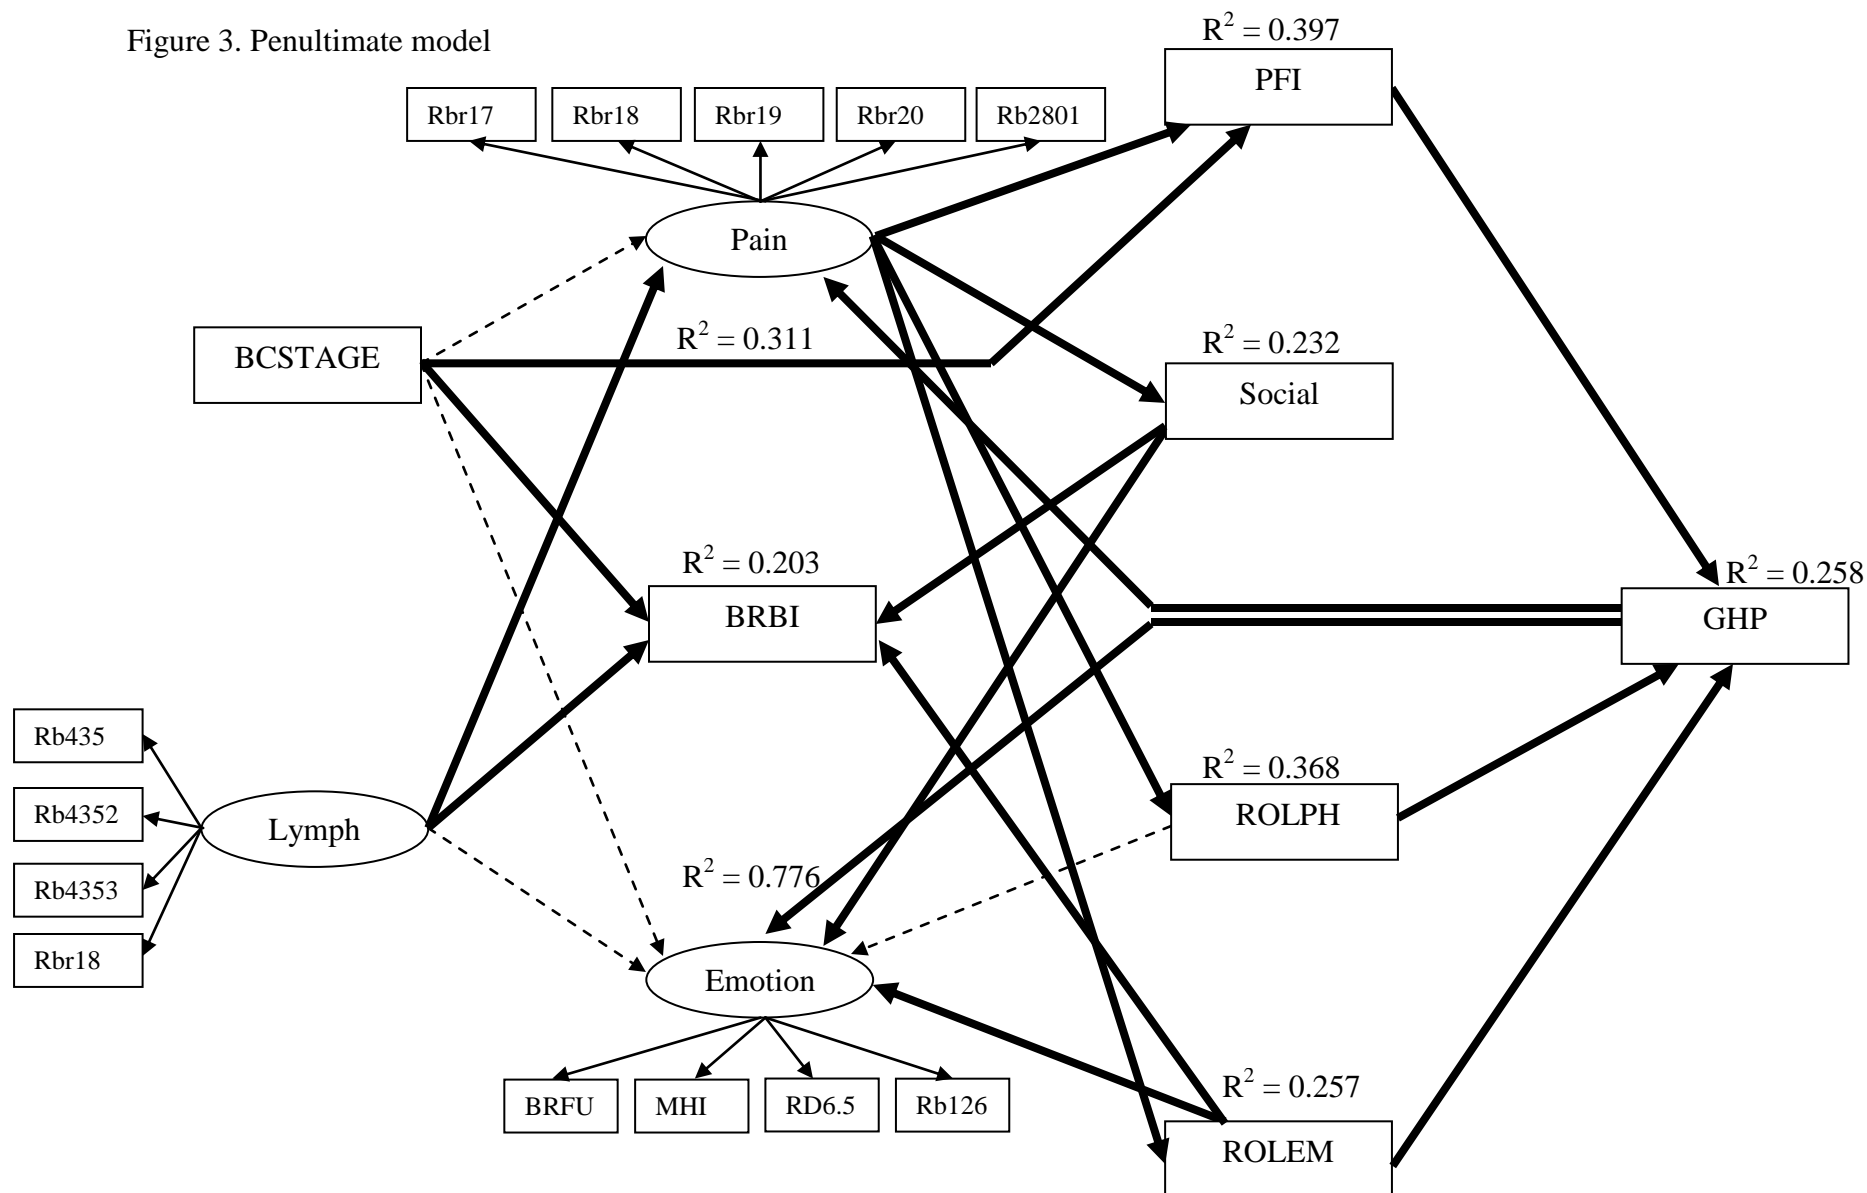 R² = 0.397
Figure 3. Penultimate model
PFI
Rbr17
Rbr18
Rbr19
Rbr20
Rb2801
Pain
BCSTAGE
R² = 0.311
R² = 0.232
Social
R² = 0.203
BRBI
R² = 0.258
GHP
Rb435
Rb4352
Rb4353
Rbr18
Lymph
R² = 0.368
ROLPH
R² = 0.776
Emotion
BRFU
MHI
RD6.5
Rb126
R² = 0.257
ROLEM